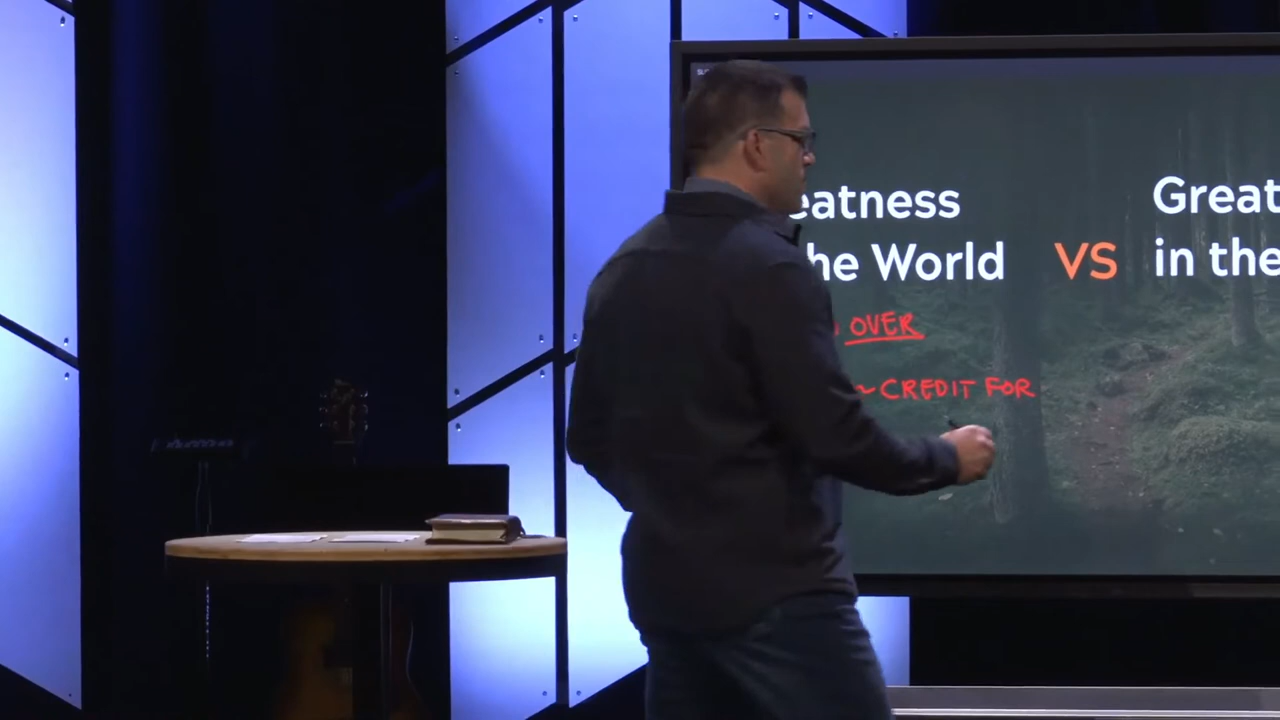 eatness
he World
VS
Great
in the
OVER
~CREDIT FOR